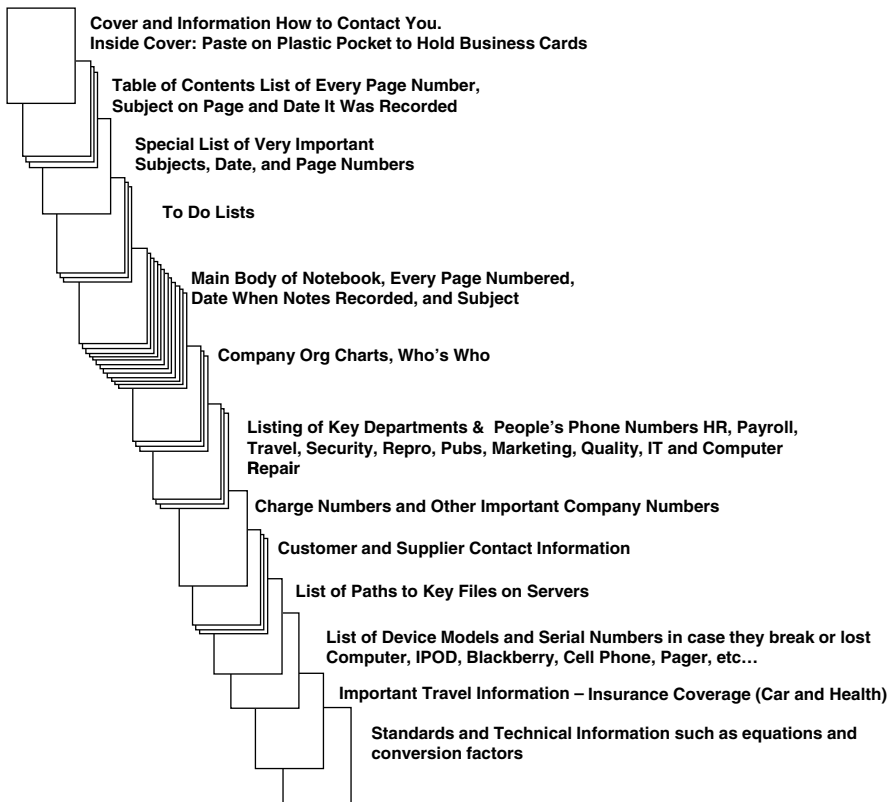 Cover and Information How to Contact You.
Inside Cover: Paste on Plastic Pocket to Hold Business Cards
Table of Contents List of Every Page Number,
Subject on Page and Date It Was Recorded
Special List of Very Important
Subjects, Date, and Page Numbers
To Do Lists
Main Body of Notebook, Every Page Numbered,
Date When Notes Recorded, and Subject
Company Org Charts, Who's Who
Listing of Key Departments & People's Phone Numbers HR, Payroll,
Travel, Security, Repro, Pubs, Marketing, Quality, IT and Computer
Repair
Charge Numbers and Other Important Company Numbers
Customer and Supplier Contact Information
List of Paths to Key Files on Servers
List of Device Models and Serial Numbers in case they break or lost
Computer, IPOD, Blackberry, Cell Phone, Pager, etc…
Important Travel Information – Insurance Coverage (Car and Health)
Standards and Technical Information such as equations and
conversion factors